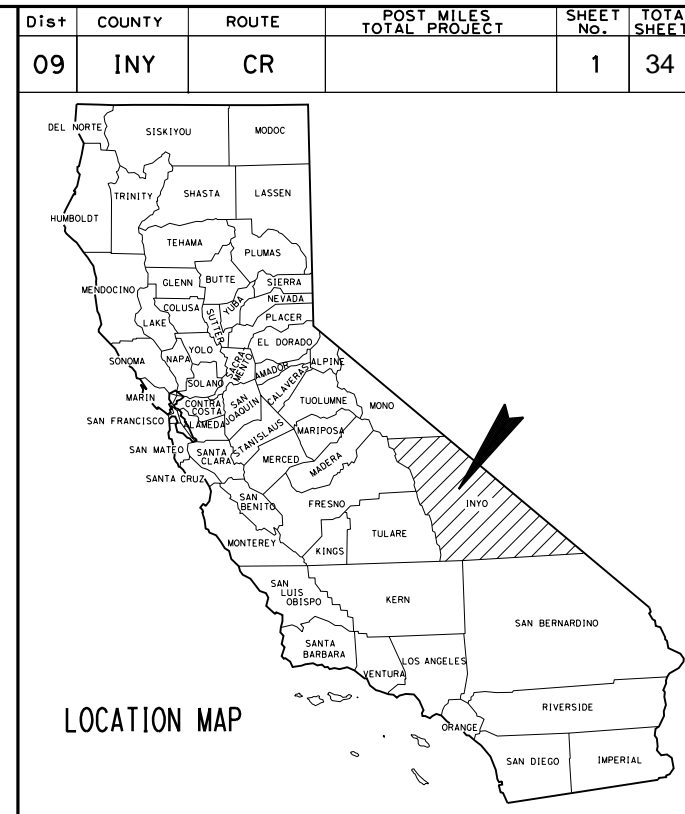 Dist COUNTY ROUTE POST MILES TOTAL PROJECT SHEET No. TOTA SHEET
09 INY CR 1 34
DEL NORTE
SISKIYOU
MODOC
TRINITY
SHASTA
LASSEN
HUMBOLDT
TEHAMA
PLUMAS
MENDOCINO
GLENN
BUTTE
SIERRA
YUBA
NEVADA
COLUSA
SUTTER
PLACER
LAKE
YOLO
EL DORADO
SONOMA
NAPA
SACRA
MENTO
AMADOR
ALPINE
SOLANO
CALAVERAS
MARIN
CONTRA
COSTA
SAN
JOAQUIN
TUOLUMNE
MONO
SAN FRANCISCO
ALAMEDA
STANISLAUS
MARIPOSA
SAN MATEO
SANTA
CLARA
MERCED
MADERA
SANTA CRUZ
SAN
BENITO
FRESNO
INYO
MONTEREY
KINGS
TULARE
SAN
LUIS
OBISPO
KERN
SAN BERNARDINO
SANTA
BARBARA
VENTURA
LOS ANGELES
LOCATION MAP
ORANGE
RIVERSIDE
SAN DIEGO
IMPERIAL